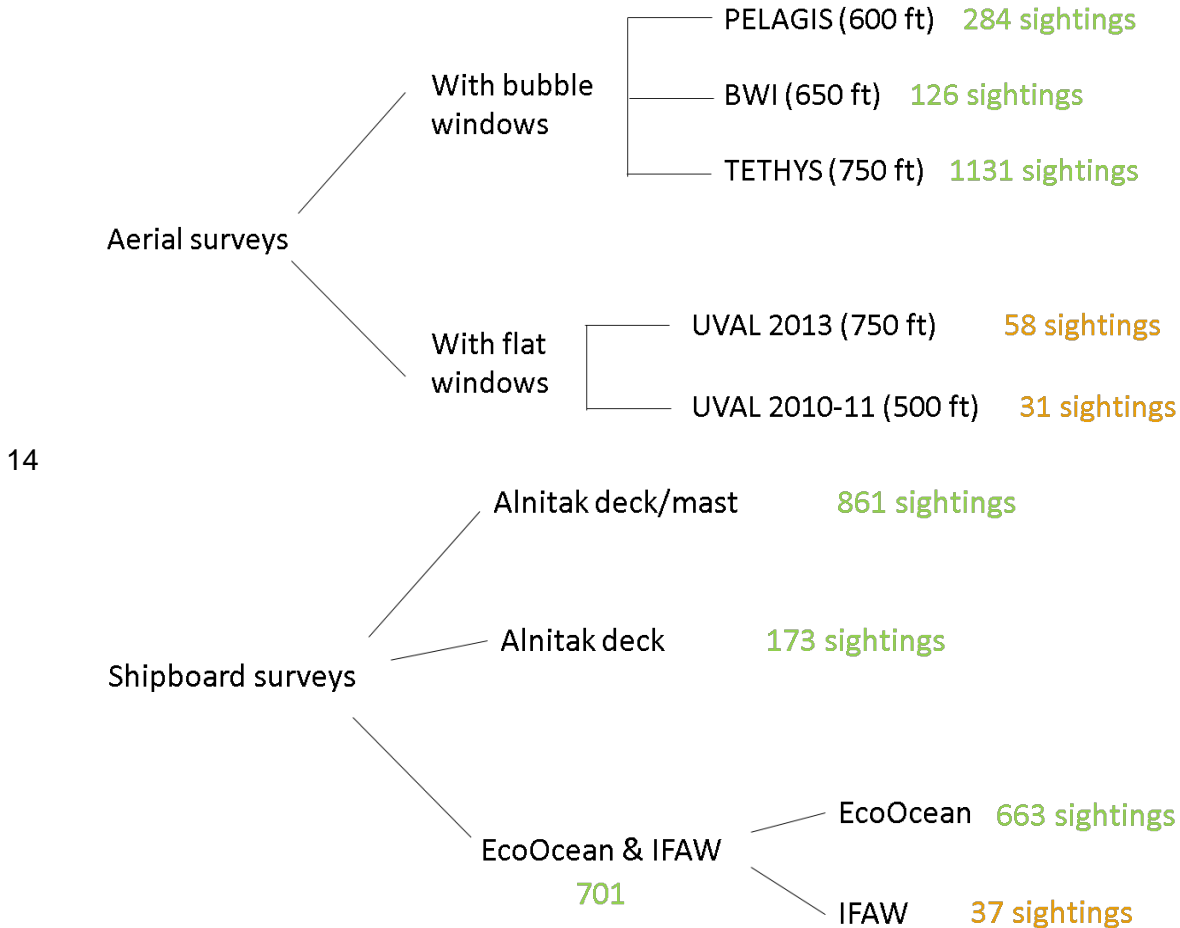 PELAGIS (600 ft) 284 sightings
With bubble
windows
BWI (650 ft) 126 sightings
TETHYS (750 ft) 1131 sightings
Aerial surveys
With flat
windows
UVAL 2013 (750 ft) 58 sightings
UVAL 2010-11 (500 ft) 31 sightings
14
Alnitak deck/mast 861 sightings
Alnitak deck 173 sightings
Shipboard surveys
EcoOcean & IFAW
701
EcoOcean 663 sightings
IFAW 37 sightings